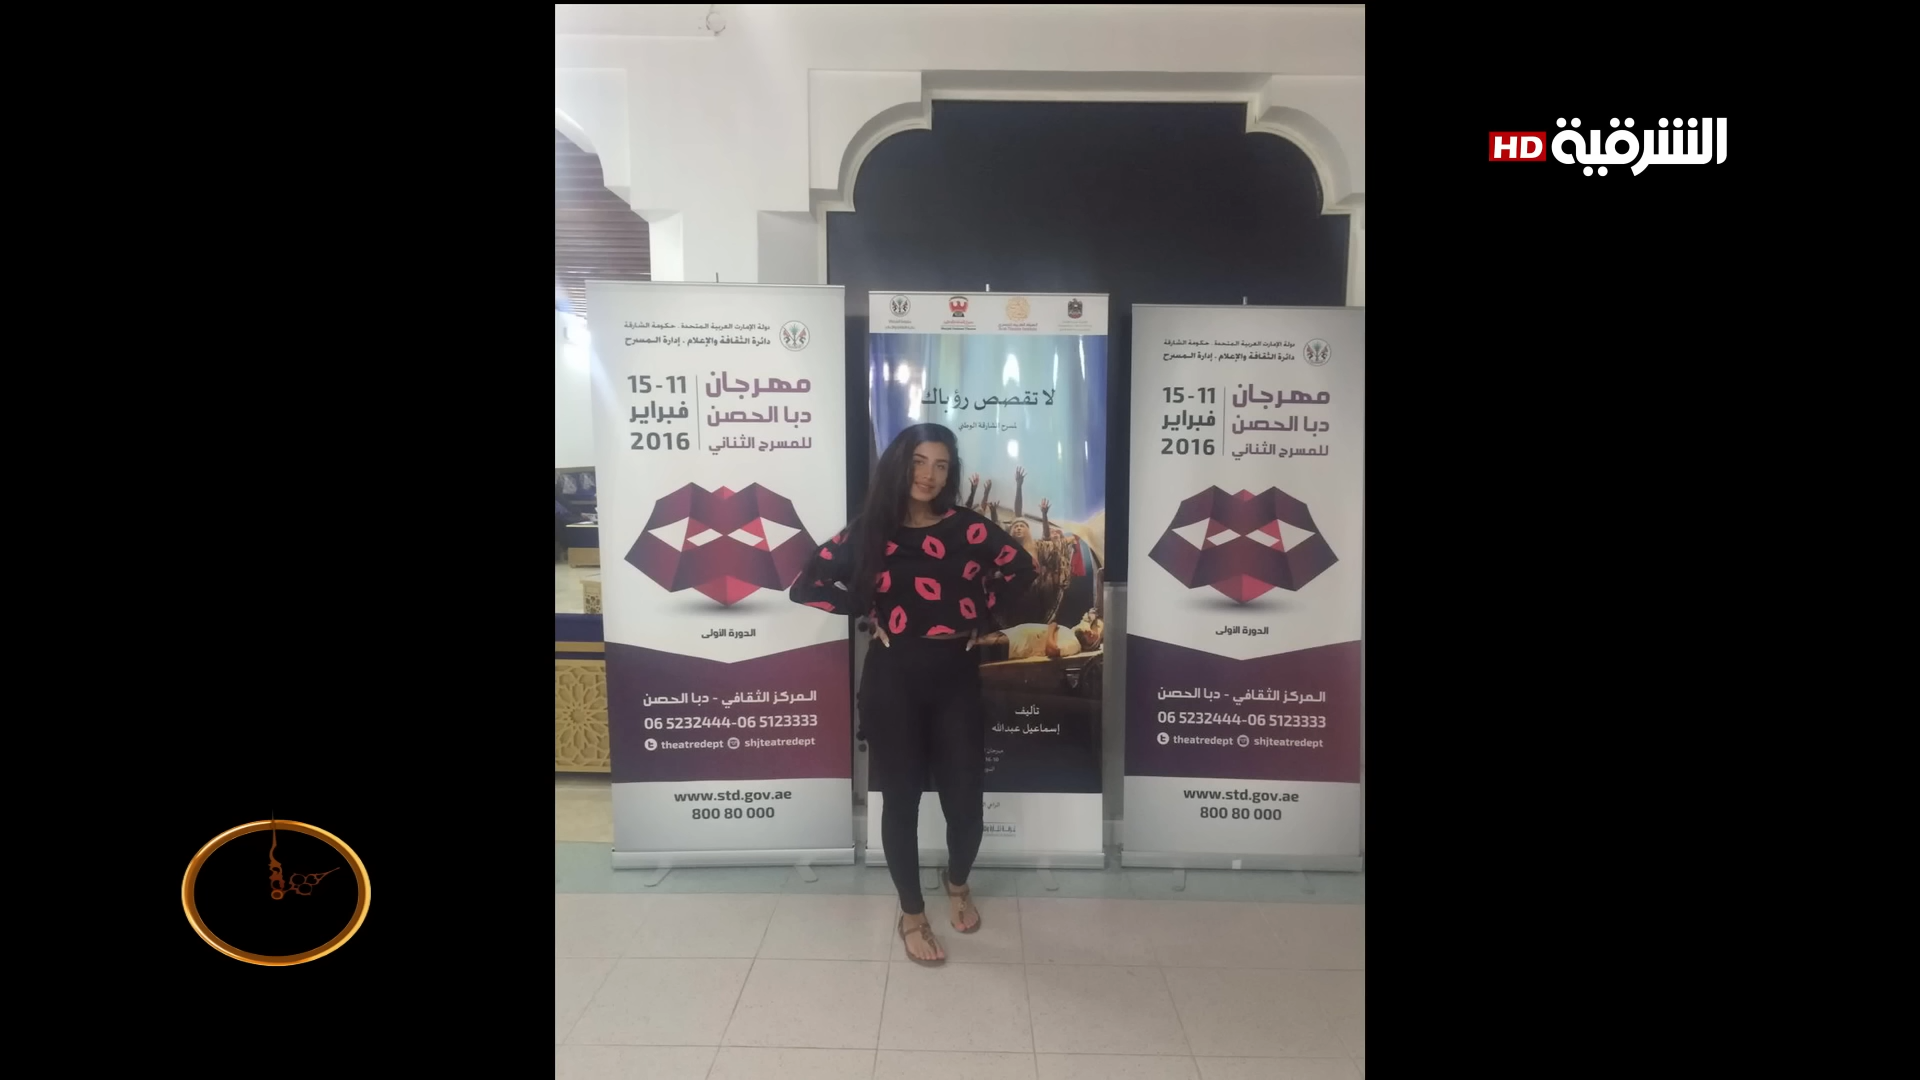 الشرقية HD
دولة الإمارات العربية المتحدة . حكومة الشارقة
دائرة الثقافة والإعلام . إدارة المسرح
مهرجان
دبا الحصن
للمسرح الثنائي
15-11
فبراير
2016
الدورة الأولى
المركز الثقافي - دبا الحصن
06 5232444-06 5123333
theatredept shjteatredept
www.std.gov.ae
800 80 000
لا تقصص رؤياك
لمسرح الشارقة الوطني
تأليف
إسماعيل عبدالله
دولة الإمارات العربية المتحدة . حكومة الشارقة
دائرة الثقافة والإعلام . إدارة المسرح
مهرجان
دبا الحصن
للمسرح الثنائي
15-11
فبراير
2016
الدورة الأولى
المركز الثقافي - دبا الحصن
06 5232444-06 5123333
theatredept shjteatredept
www.std.gov.ae
800 80 000